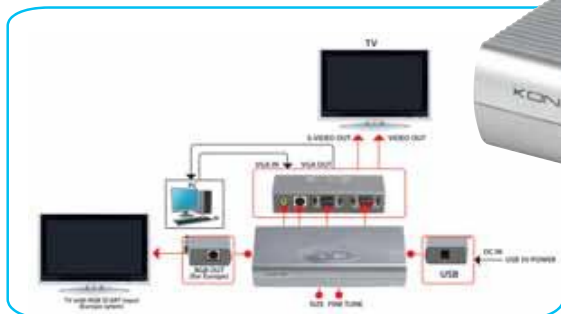 TV
KON
S-VIDEO OUT
VIDEO OUT
VGA IN
VGA OUT
PC
RGB OUT
(for Europe)
USB
DC IN
USB 5V POWER
TV with RGB SCART input
(Europe system)
SIZE
FINE TUNE